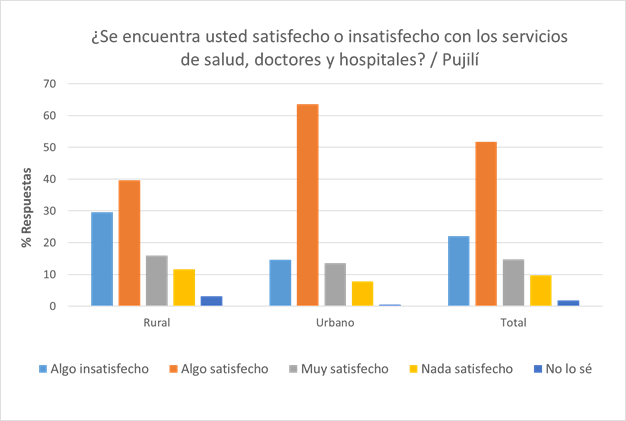 ¿Se encuentra usted satisfecho o insatisfecho con los servicios
de salud, doctores y hospitales? / Pujilí
70
60
50
40
30
20
10
0
% Respuestas
Rural Urbano Total
Algo insatisfecho Algo satisfecho Muy satisfecho Nada satisfecho No lo sé